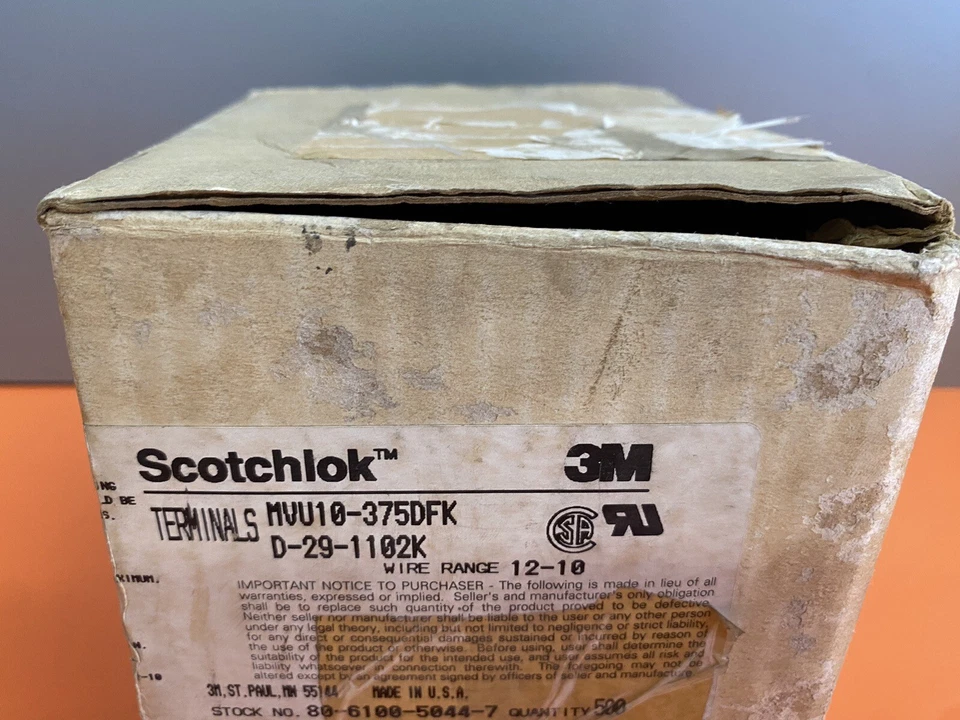 Scotchlok™ 3M
NG
D BE
S.
TERMINALS MVU10-375DFK
D-29-1102K
SA
WIRE RANGE 12-10
XIMUM.
IMPORTANT NOTICE TO PURCHASER - The following is made in lieu of all
warranties, expressed or implied. Seller's and manufacturer's only obligation
shall be to replace such quantity of the product proved to be defective.
Neither seller nor manufacturer shall be liable to the user or any other person
under any legal theory, including but not limited to negligence or strict liability,
for any direct or consequential damages sustained or incurred by reason of
the use of the product or otherwise. Before using, user shall determine the
suitability of the product for the intended use, and user assumes all risk and
liability whatsoever in connection therewith. The foregoing may not be
altered except by an agreement signed by officers of seller and manufacture
-10
3M, ST. PAUL, MN 55144 MADE IN U.S.A.
STOCK NO. 80-6100-5044-7 QUANTITY 500